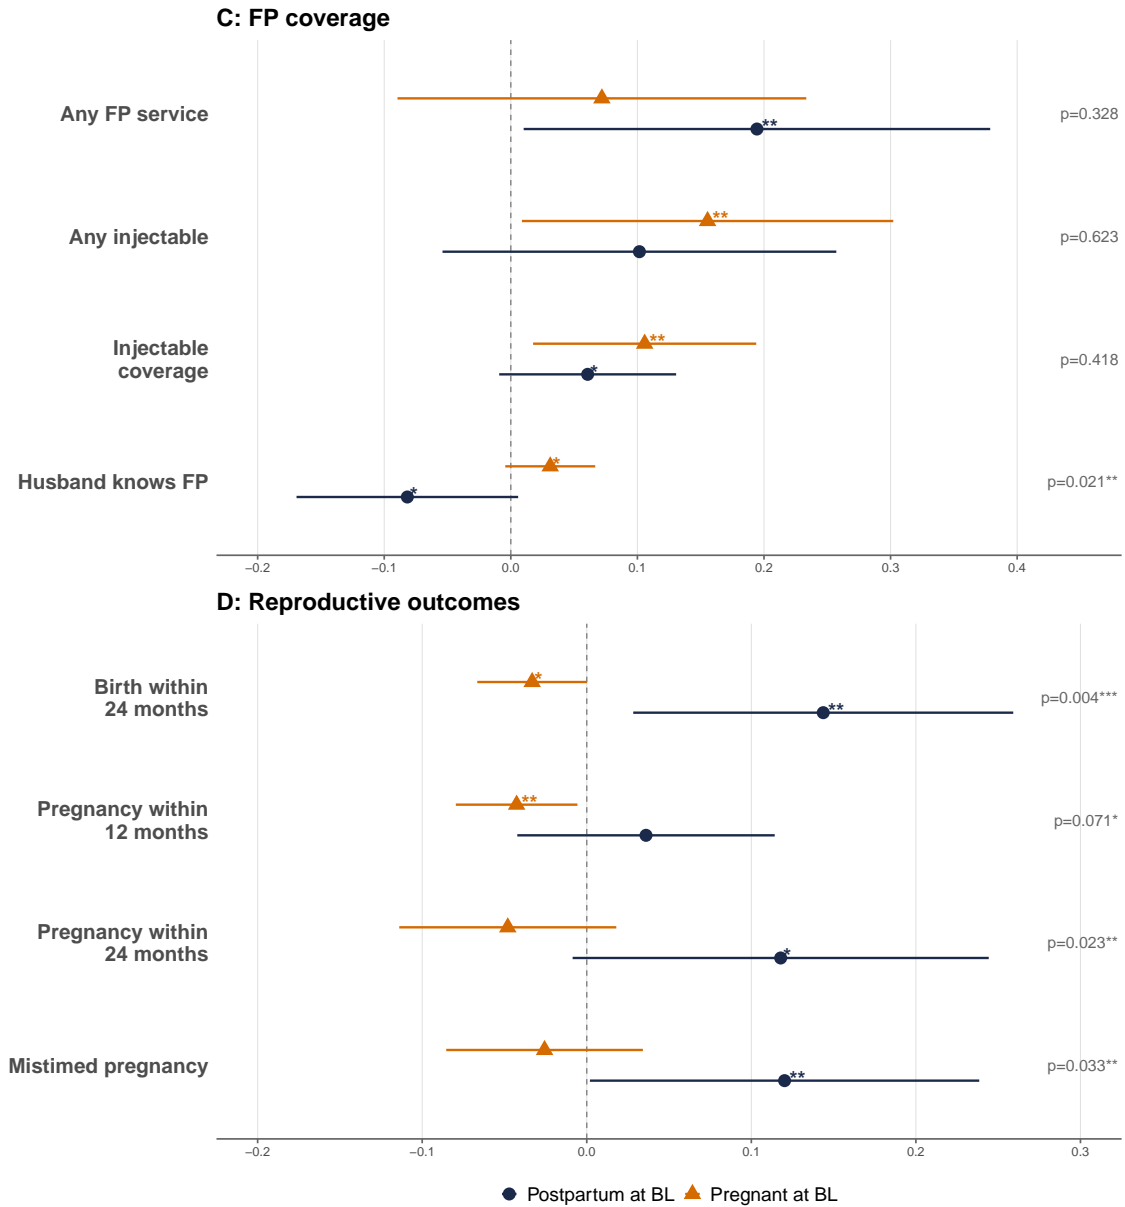 C: FP coverage
Any FP service
**
p=0.328
Any injectable
**
p=0.623
Injectable
coverage
**
*
p=0.418
Husband knows FP
*
*
p=0.021**
−0.2 −0.1 0.0 0.1 0.2 0.3 0.4
D: Reproductive outcomes
Birth within
24 months
*
**
p=0.004***
Pregnancy within
12 months
**
p=0.071*
Pregnancy within
24 months
*
p=0.023**
Mistimed pregnancy
**
p=0.033**
−0.2 −0.1 0.0 0.1 0.2 0.3
Postpartum at BL Pregnant at BL